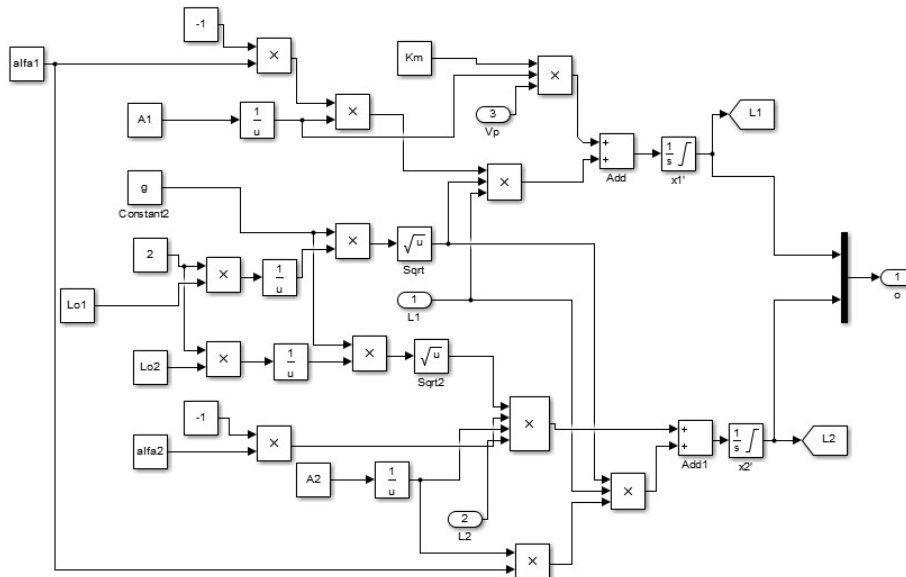 -1
Km
alfa1
×
×
3
Vp
×
L1
A1
1
u
+
+
Add
1
s
x1'
×
g
Constant2
×
√u
Sqrt
2
×
1
u
Lo1
1
L1
1
o
×
Lo2
×
1
u
√u
Sqrt2
-1
×
×
alfa2
+
+
Add1
1
s
x2'
L2
A2
1
u
×
2
L2
×